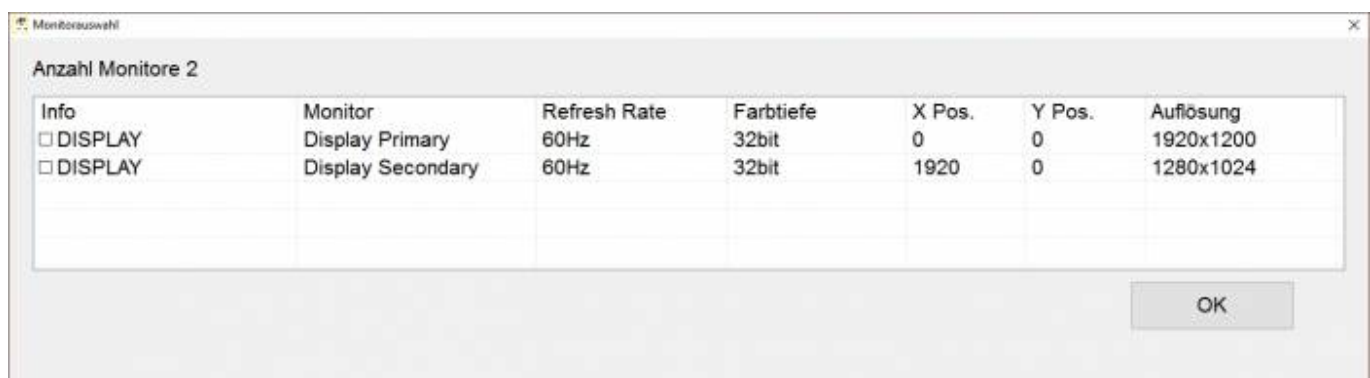 Monitorauswahl
Anzahl Monitore 2
Info Monitor Refresh Rate Farbtiefe X Pos. Y Pos. Auflösung
DISPLAY Display Primary 60Hz 32bit 0 0 1920x1200
DISPLAY Display Secondary 60Hz 32bit 1920 0 1280x1024
OK